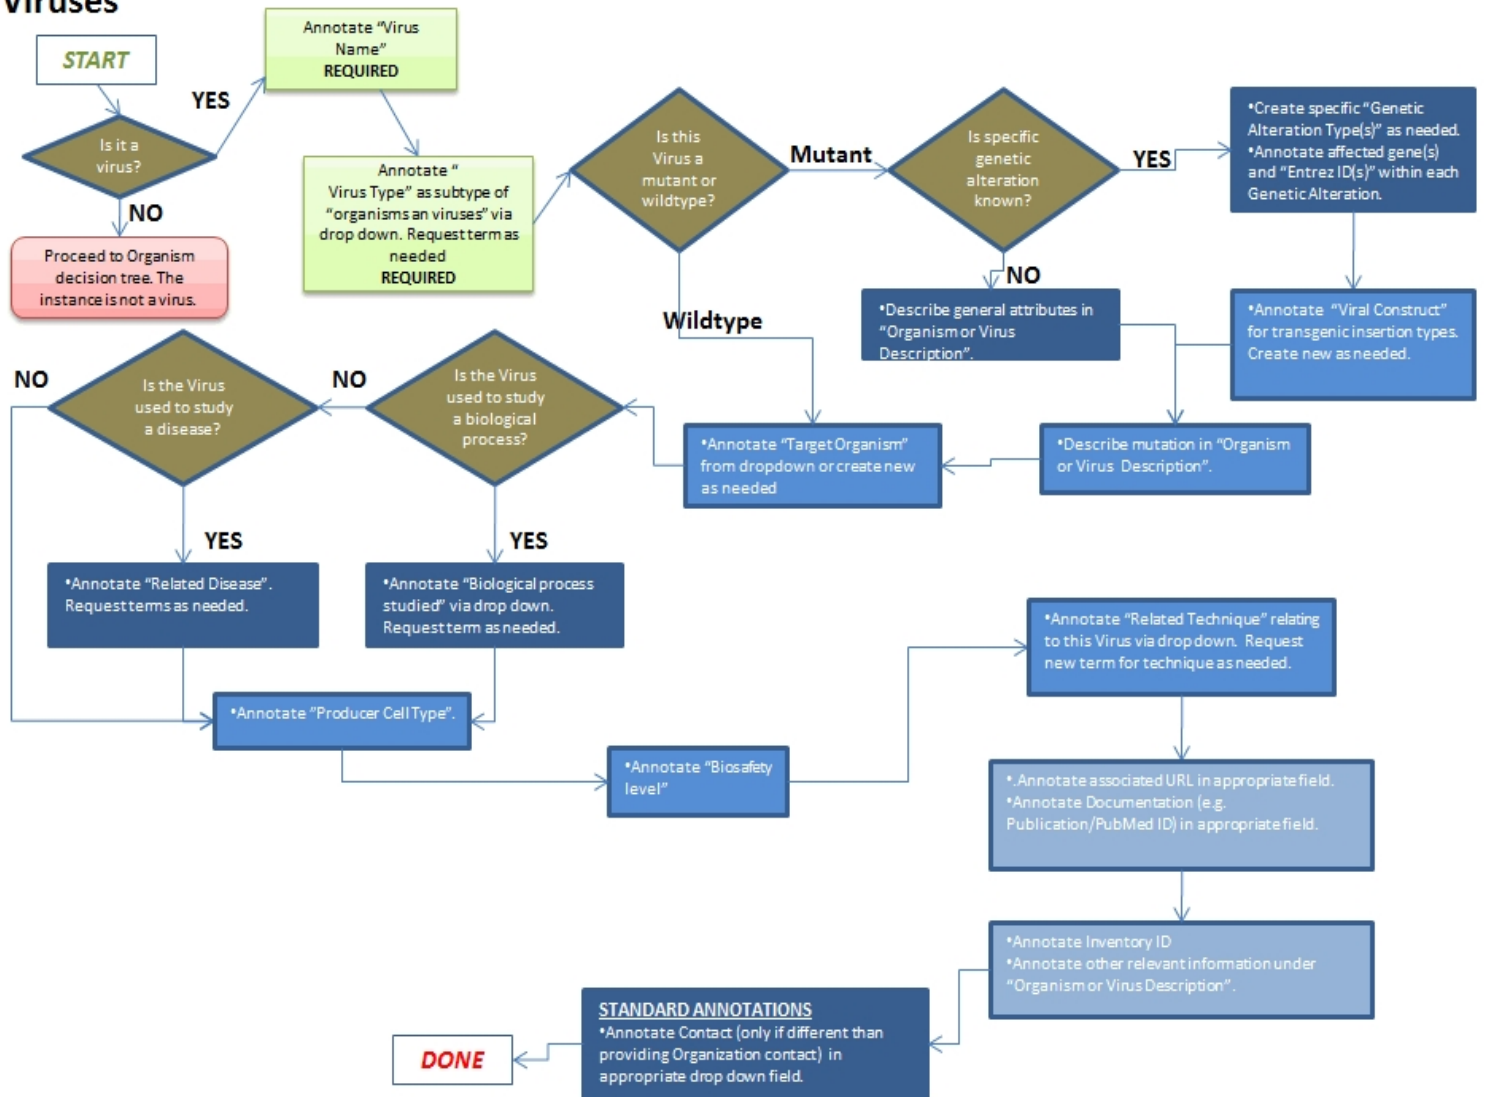 Viruses
START
Is it a
virus?
YES
NO
Proceed to Organism
decision tree. The
instance is not a virus.
Annotate “Virus
Name”
REQUIRED
Annotate “
Virus Type” as subtype of
“organisms an viruses” via
drop down. Request term as
needed
REQUIRED
Is this
Virus a
mutant or
wildtype?
Mutant
Wildtype
Is specific
genetic
alteration
known?
YES
NO
•Create specific “Genetic
Alteration Type(s)” as needed.
•Annotate affected gene(s)
and “Entrez ID(s)” within each
Genetic Alteration.
•Describe general attributes in
“Organism or Virus
Description”.
•Annotate “Viral Construct”
for transgenic insertion types.
Create new as needed.
•Describe mutation in “Organism
or Virus Description”.
•Annotate “Target Organism”
from dropdown or create new
as needed
Is the Virus
used to study
a biological
process?
NO
YES
Is the Virus
used to study
a disease?
NO
YES
•Annotate “Related Disease”.
Request terms as needed.
•Annotate “Biological process
studied” via drop down.
Request term as needed.
•Annotate “Producer Cell Type”.
•Annotate “Biosafety
level”
•Annotate “Related Technique” relating
to this Virus via drop down. Request
new term for technique as needed.
•.Annotate associated URL in appropriate field.
•Annotate Documentation (e.g.
Publication/PubMed ID) in appropriate field.
•Annotate Inventory ID
•Annotate other relevant information under
“Organism or Virus Description”.
STANDARD ANNOTATIONS
•Annotate Contact (only if different than
providing Organization contact) in
appropriate drop down field.
DONE